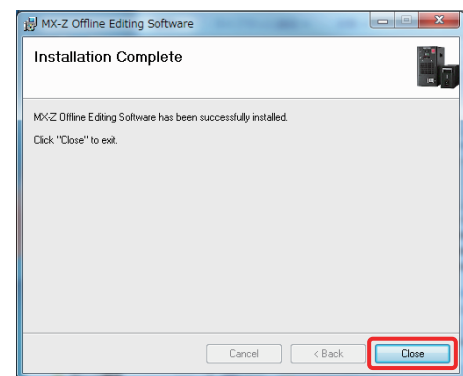 MX-Z Offline Editing Software
Installation Complete
MX-Z Offline Editing Software has been successfully installed.
Click "Close" to exit.
Cancel
< Back
Close